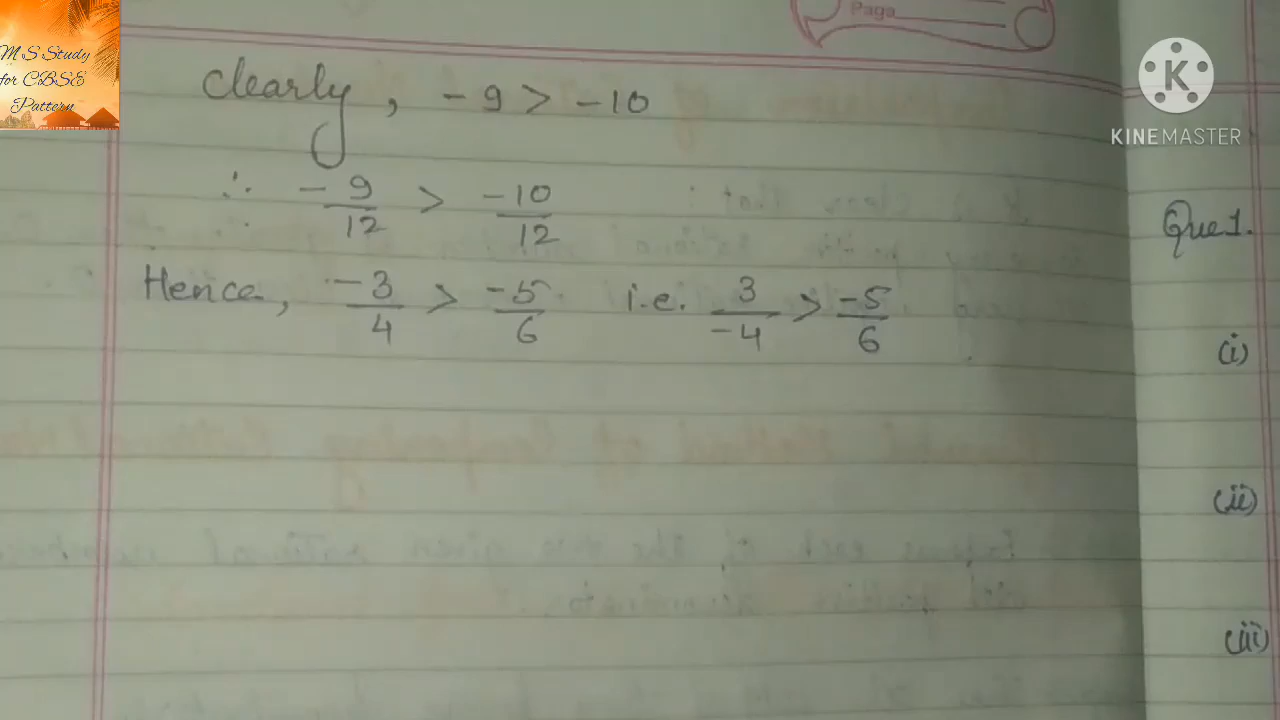 Page
M S Study
for CBSE
Pattern
KINEMASTER
Clearly, -9 > -10
∴ -9/12 > -10/12
Hence, -3/4 > -5/6 i.e. 3/-4 > -5/6
Que 1.
(i)
(ii)
(iii)